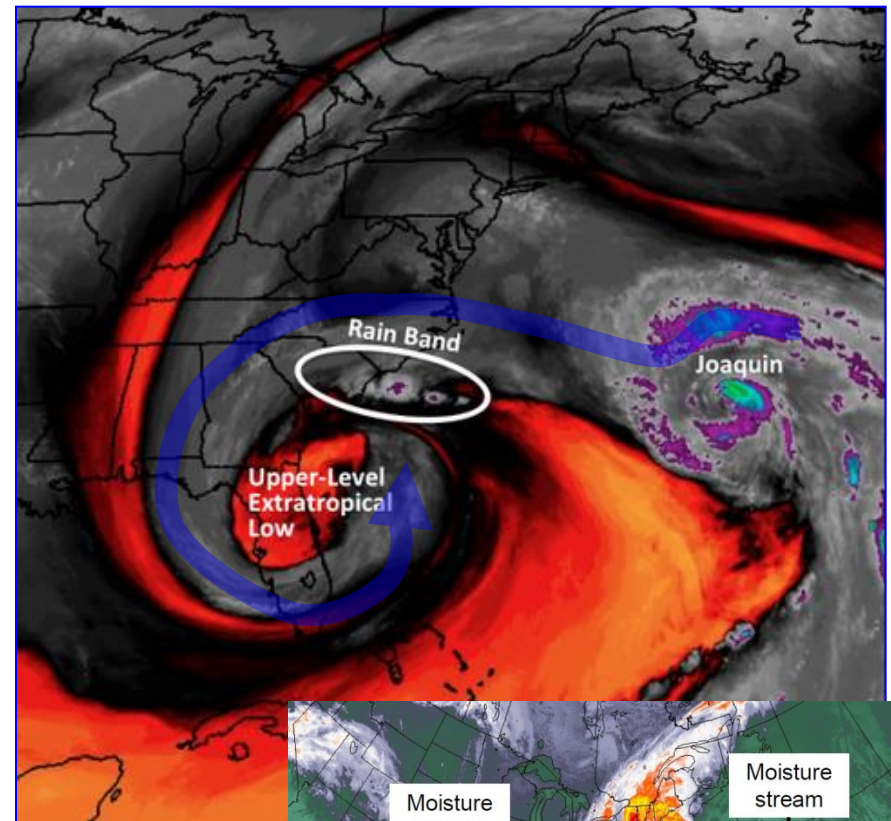 Rain Band
Joaquin
Upper-Level
Extratropical
Low
Moisture
Moisture
stream